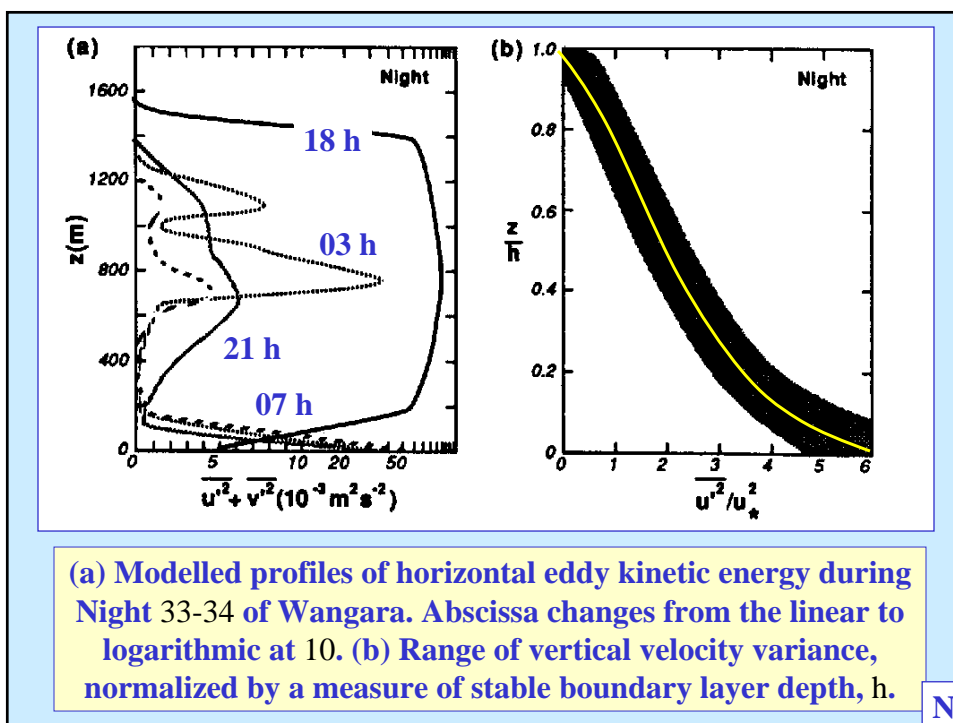 (a)
Night
1600
1200
z(m)
800
400
0
18 h
03 h
21 h
07 h
0 5 10 20 50
u'² + v'² (10⁻³ m² s⁻²)
(b)
Night
1.0
0.8
0.6
z/h
0.4
0.2
0
0 1 2 3 4 5 6
u'²/u*²
(a) Modelled profiles of horizontal eddy kinetic energy during
Night 33-34 of Wangara. Abscissa changes from the linear to
logarithmic at 10. (b) Range of vertical velocity variance,
normalized by a measure of stable boundary layer depth, h.
N